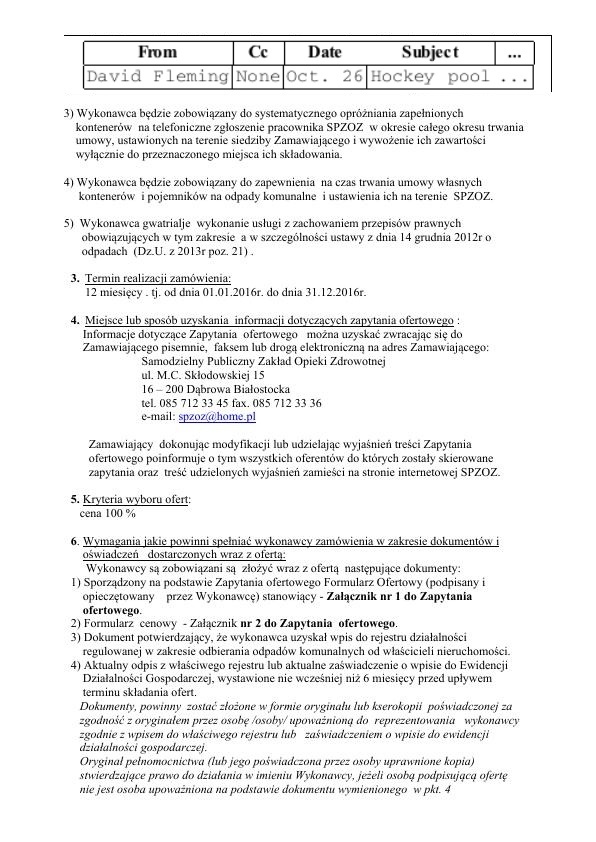 From Cc Date Subject ...
David Fleming None Oct. 26 Hockey pool ...
3) Wykonawca będzie zobowiązany do systematycznego opróżniania zapełnionych
kontenerów na telefoniczne zgłoszenie pracownika SPZOZ w okresie całego okresu trwania
umowy, ustawionych na terenie siedziby Zamawiającego i wywożenie ich zawartości
wyłącznie do przeznaczonego miejsca ich składowania.
4) Wykonawca będzie zobowiązany do zapewnienia na czas trwania umowy własnych
kontenerów i pojemników na odpady komunalne i ustawienia ich na terenie SPZOZ.
5) Wykonawca gwatrialje wykonanie usługi z zachowaniem przepisów prawnych
obowiązujących w tym zakresie a w szczególności ustawy z dnia 14 grudnia 2012r o
odpadach (Dz.U. z 2013r poz. 21) .
3. Termin realizacji zamówienia:
12 miesięcy . tj. od dnia 01.01.2016r. do dnia 31.12.2016r.
4. Miejsce lub sposób uzyskania informacji dotyczących zapytania ofertowego :
Informacje dotyczące Zapytania ofertowego można uzyskać zwracając się do
Zamawiającego pisemnie, faksem lub drogą elektroniczną na adres Zamawiającego:
Samodzielny Publiczny Zakład Opieki Zdrowotnej
ul. M.C. Skłodowskiej 15
16 – 200 Dąbrowa Białostocka
tel. 085 712 33 45 fax. 085 712 33 36
e-mail: spzoz@home.pl
Zamawiający dokonując modyfikacji lub udzielając wyjaśnień treści Zapytania
ofertowego poinformuje o tym wszystkich oferentów do których zostały skierowane
zapytania oraz treść udzielonych wyjaśnień zamieści na stronie internetowej SPZOZ.
5. Kryteria wyboru ofert:
cena 100 %
6. Wymagania jakie powinni spełniać wykonawcy zamówienia w zakresie dokumentów i
oświadczeń dostarczonych wraz z ofertą:
Wykonawcy są zobowiązani są złożyć wraz z ofertą następujące dokumenty:
1) Sporządzony na podstawie Zapytania ofertowego Formularz Ofertowy (podpisany i
opieczętowany przez Wykonawcę) stanowiący - Załącznik nr 1 do Zapytania
ofertowego.
2) Formularz cenowy - Załącznik nr 2 do Zapytania ofertowego.
3) Dokument potwierdzający, że wykonawca uzyskał wpis do rejestru działalności
regulowanej w zakresie odbierania odpadów komunalnych od właścicieli nieruchomości.
4) Aktualny odpis z właściwego rejestru lub aktualne zaświadczenie o wpisie do Ewidencji
Działalności Gospodarczej, wystawione nie wcześniej niż 6 miesięcy przed upływem
terminu składania ofert.
Dokumenty, powinny zostać złożone w formie oryginału lub kserokopii poświadczonej za
zgodność z oryginałem przez osobę /osoby/ upoważnioną do reprezentowania wykonawcy
zgodnie z wpisem do właściwego rejestru lub zaświadczeniem o wpisie do ewidencji
działalności gospodarczej.
Oryginał pełnomocnictwa (lub jego poświadczona przez osoby uprawnione kopia)
stwierdzające prawo do działania w imieniu Wykonawcy, jeżeli osobą podpisującą ofertę
nie jest osoba upoważniona na podstawie dokumentu wymienionego w pkt. 4